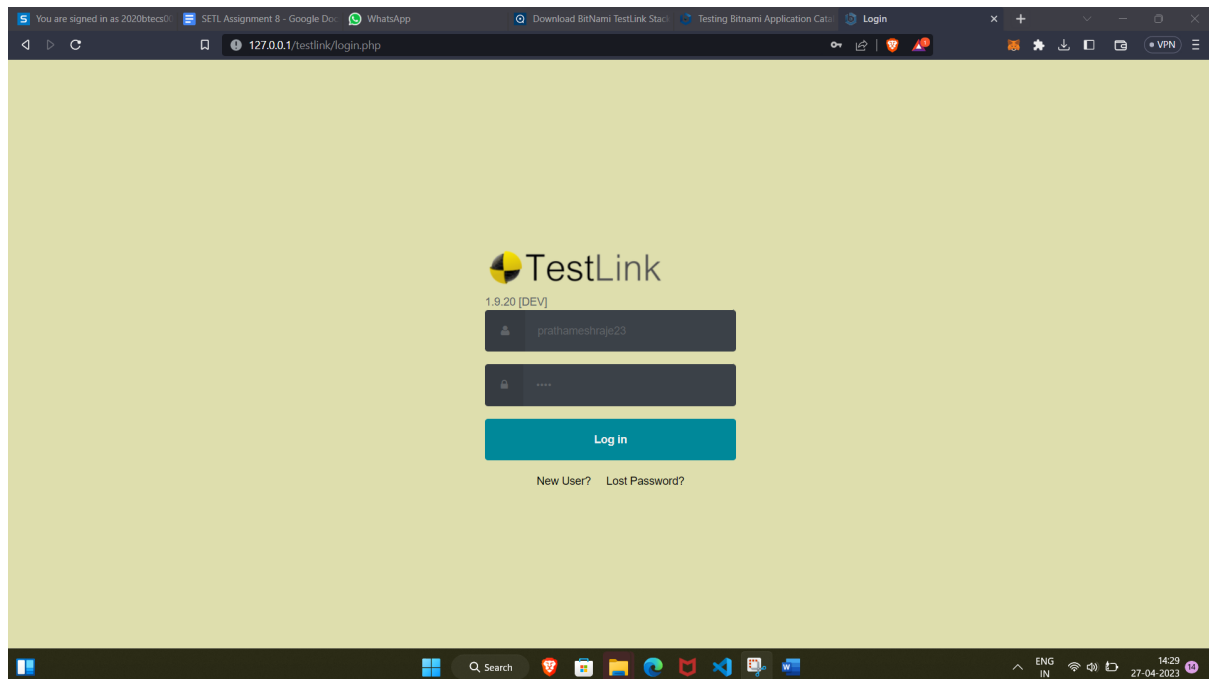 You are signed in as 2020btecs00
SETL Assignment 8 - Google Doc
WhatsApp
Download BitNami TestLink Stack
Testing Bitnami Application Cata
Login
127.0.0.1/testlink/login.php
VPN
TestLink
1.9.20 [DEV]
prathameshraje23
Log in
New User? Lost Password?
Search
ENG
IN
14:29
27-04-2023
14